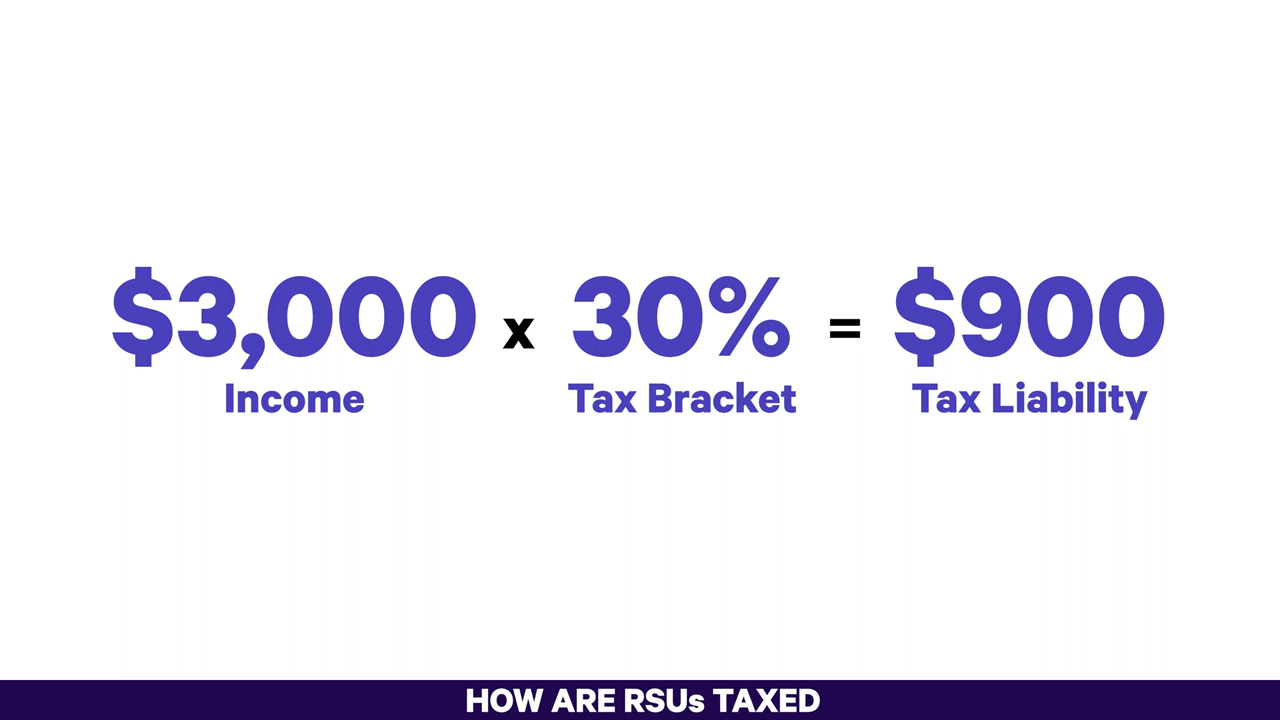 $3,000 x 30% = $900
Income Tax Bracket Tax Liability
HOW ARE RSUs TAXED